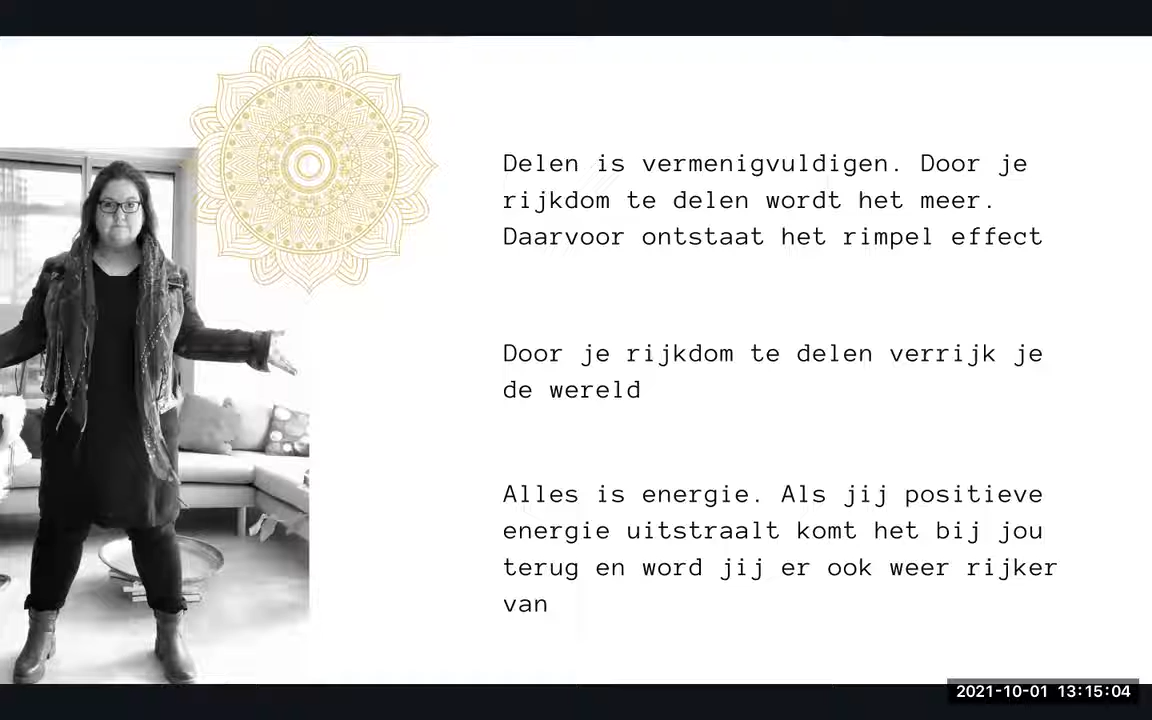 Delen is vermenigvuldigen. Door je
rijkdom te delen wordt het meer.
Daarvoor ontstaat het rimpel effect
Door je rijkdom te delen verrijk je
de wereld
Alles is energie. Als jij positieve
energie uitstraalt komt het bij jou
terug en word jij er ook weer rijker
van
2021-10-01 13:15:04